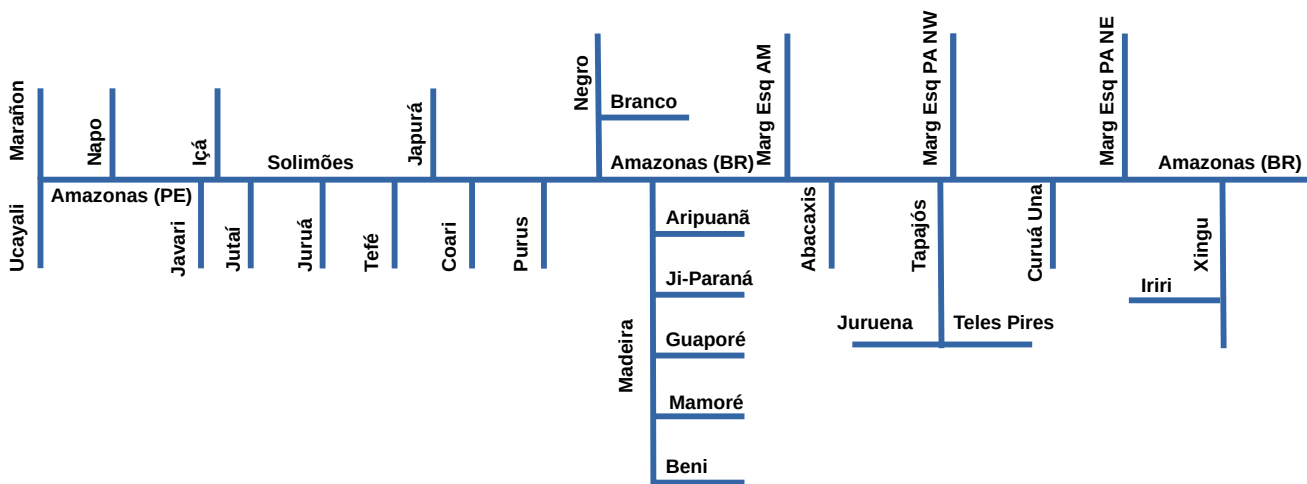 Marañon
Napo
Içá
Solimões
Japurá
Negro
Branco
Amazonas (BR)
Marg Esq AM
Marg Esq PA NW
Marg Esq PA NE
Amazonas (BR)
Ucayali
Amazonas (PE)
Javari
Jutaí
Juruá
Tefé
Coari
Purus
Madeira
Aripuanã
Ji-Paraná
Guaporé
Mamoré
Beni
Abacaxis
Tapajós
Juruena
Teles Pires
Curuá Una
Iriri
Xingu